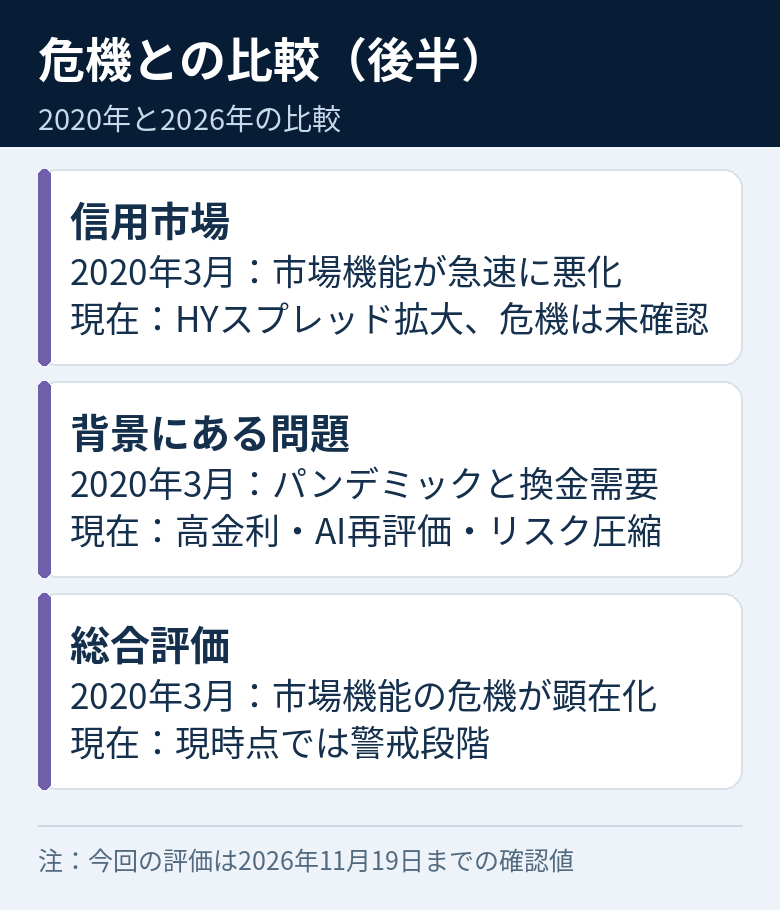 危機との比較（後半）
2020年と2026年の比較
信用市場
2020年3月：市場機能が急速に悪化
現在：HYスプレッド拡大、危機は未確認
背景にある問題
2020年3月：パンデミックと換金需要
現在：高金利・AI再評価・リスク圧縮
総合評価
2020年3月：市場機能の危機が顕在化
現在：現時点では警戒段階
注：今回の評価は2026年11月19日までの確認値